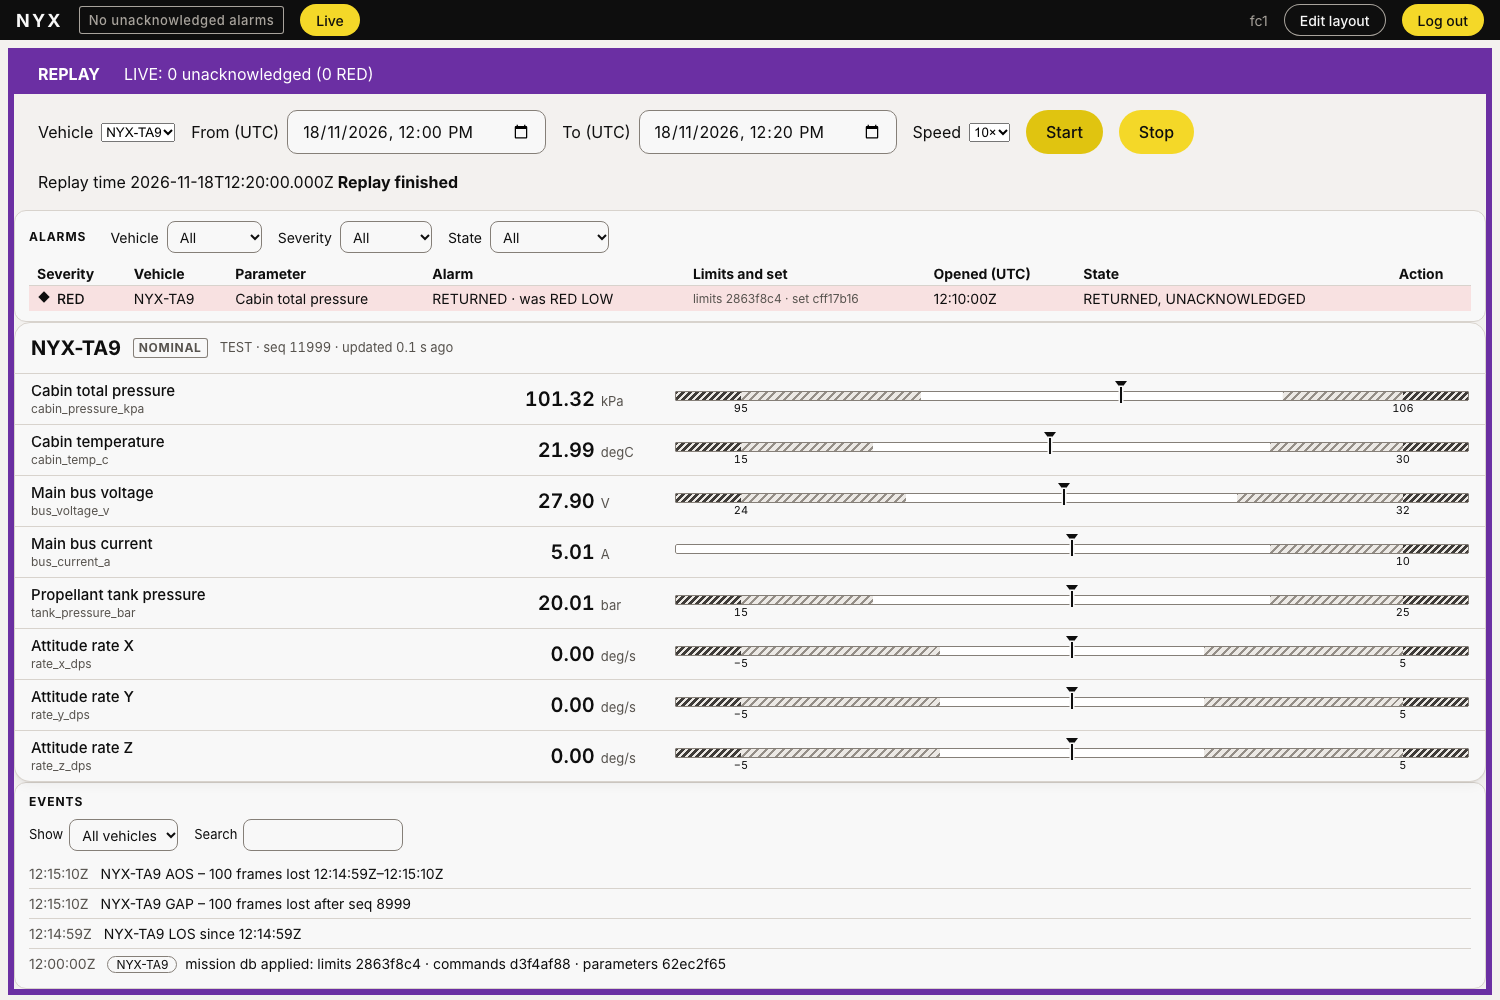 NYX No unacknowledged alarms Live fc1 Edit layout Log out
REPLAY LIVE: 0 unacknowledged (0 RED)
Vehicle NYX-TA9 From (UTC) 18/11/2026, 12:00 PM To (UTC) 18/11/2026, 12:20 PM Speed 10× Start Stop
Replay time 2026-11-18T12:20:00.000Z Replay finished
ALARMS Vehicle All Severity All State All
Severity Vehicle Parameter Alarm Limits and set Opened (UTC) State Action
◆ RED NYX-TA9 Cabin total pressure RETURNED · was RED LOW limits 2863f8c4 · set cff17b16 12:10:00Z RETURNED, UNACKNOWLEDGED
NYX-TA9 NOMINAL TEST · seq 11999 · updated 0.1 s ago
Cabin total pressure 101.32 kPa
cabin_pressure_kpa 95 106
Cabin temperature 21.99 degC
cabin_temp_c 15 30
Main bus voltage 27.90 V
bus_voltage_v 24 32
Main bus current 5.01 A
bus_current_a 10
Propellant tank pressure 20.01 bar
tank_pressure_bar 15 25
Attitude rate X 0.00 deg/s
rate_x_dps −5 5
Attitude rate Y 0.00 deg/s
rate_y_dps −5 5
Attitude rate Z 0.00 deg/s
rate_z_dps −5 5
EVENTS
Show All vehicles Search
12:15:10Z NYX-TA9 AOS – 100 frames lost 12:14:59Z–12:15:10Z
12:15:10Z NYX-TA9 GAP – 100 frames lost after seq 8999
12:14:59Z NYX-TA9 LOS since 12:14:59Z
12:00:00Z NYX-TA9 mission db applied: limits 2863f8c4 · commands d3f4af88 · parameters 62ec2f65